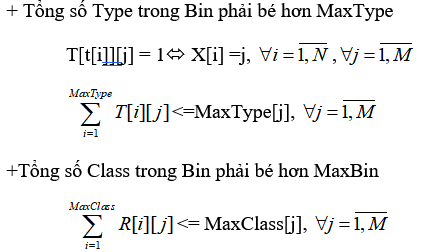 + Tổng số Type trong Bin phải bé hơn MaxType
T[t[i]][j] = 1⇔ X[i] =j, ∀i = 1,N , ∀j = 1,M
MaxType
∑ T[i][j]<=MaxType[j], ∀j = 1,M
i=1
+Tổng số Class trong Bin phải bé hơn MaxBin
MaxClass
∑ R[i][j]<= MaxClass[j], ∀j = 1,M
i=1